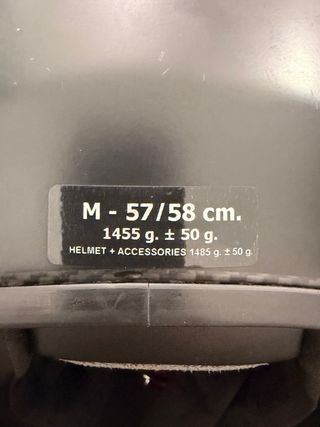 M - 57/58 cm.
1455 g. ± 50 g.
HELMET + ACCESSORIES 1485 g. ± 50 g